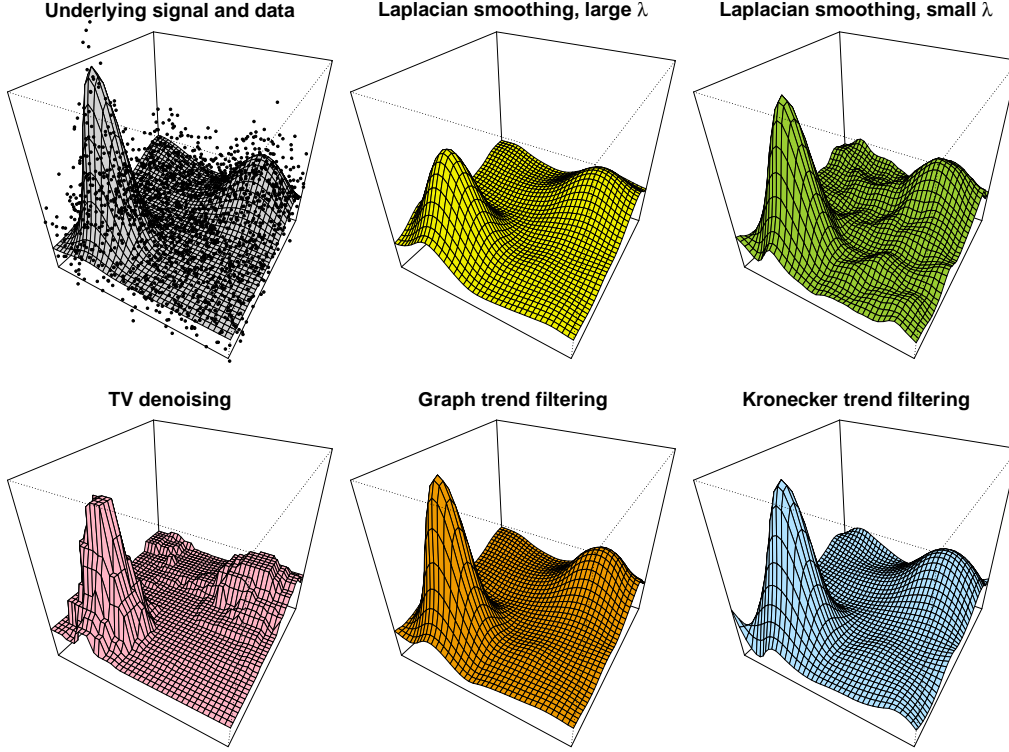 Underlying signal and data
Laplacian smoothing, large λ
Laplacian smoothing, small λ
TV denoising
Graph trend filtering
Kronecker trend filtering